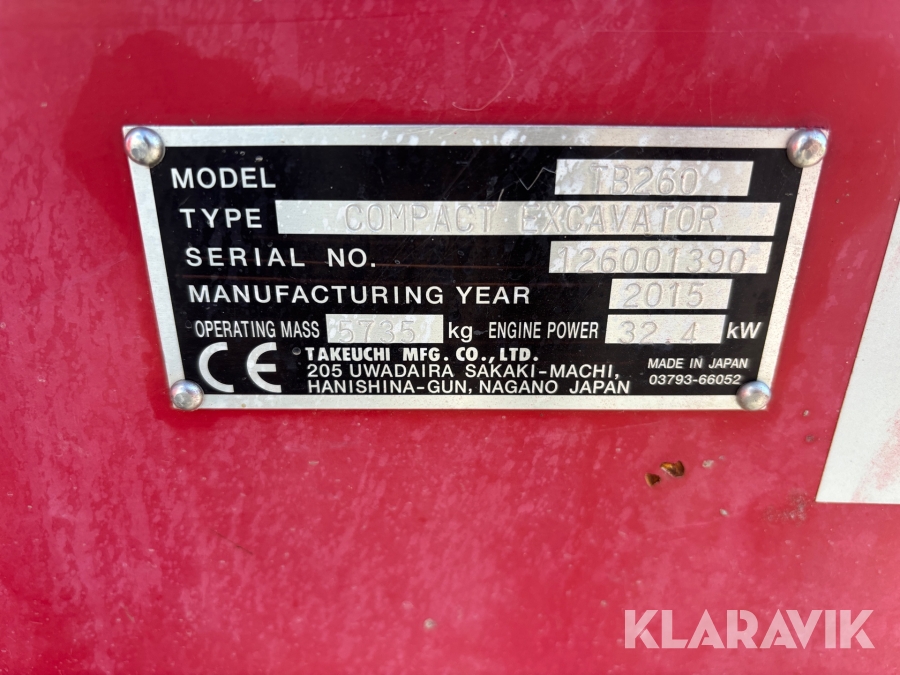 MODEL TB260
TYPE COMPACT EXCAVATOR
SERIAL NO. 126001390
MANUFACTURING YEAR 2015
OPERATING MASS 5735 kg ENGINE POWER 32.4 kW
CE TAKEUCHI MFG. CO., LTD.
205 UWADAIRA SAKAKI-MACHI,
HANISHINA-GUN, NAGANO JAPAN
MADE IN JAPAN
03793-66052
KLARAVIK